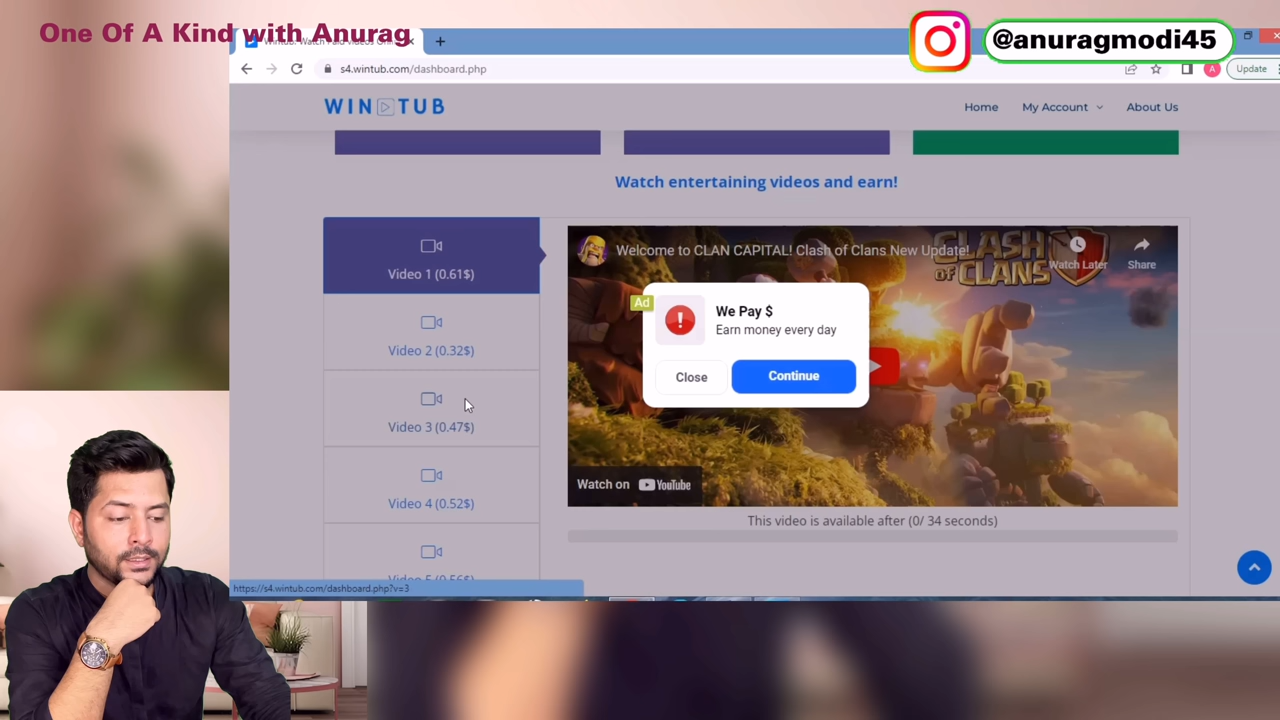 One Of A Kind with Anurag
@anuragmodi45
s4.wintub.com/dashboard.php
Update
WIN TUB
Home
My Account
About Us
Watch entertaining videos and earn!
Video 1 (0.61$)
Video 2 (0.32$)
Video 3 (0.47$)
Video 4 (0.52$)
Welcome to CLAN CAPITAL! Clash of Clans New Update!
CLASH
OF CLANS
Watch Later
Share
Ad
We Pay $
Earn money every day
Close
Continue
Watch on YouTube
This video is available after (0/ 34 seconds)
https://s4.wintub.com/dashboard.php?v=3